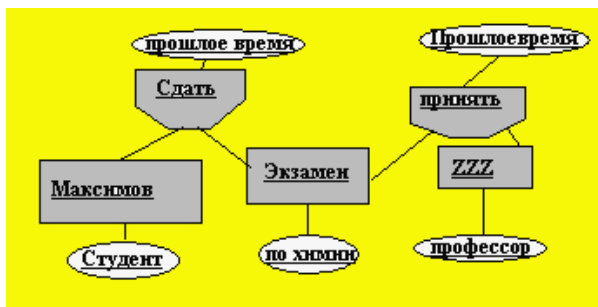 прошлое время
Прошлоевремя
Сдать
принять
Максимов
Экзамен
ZZZ
Студент
по химии
профессор